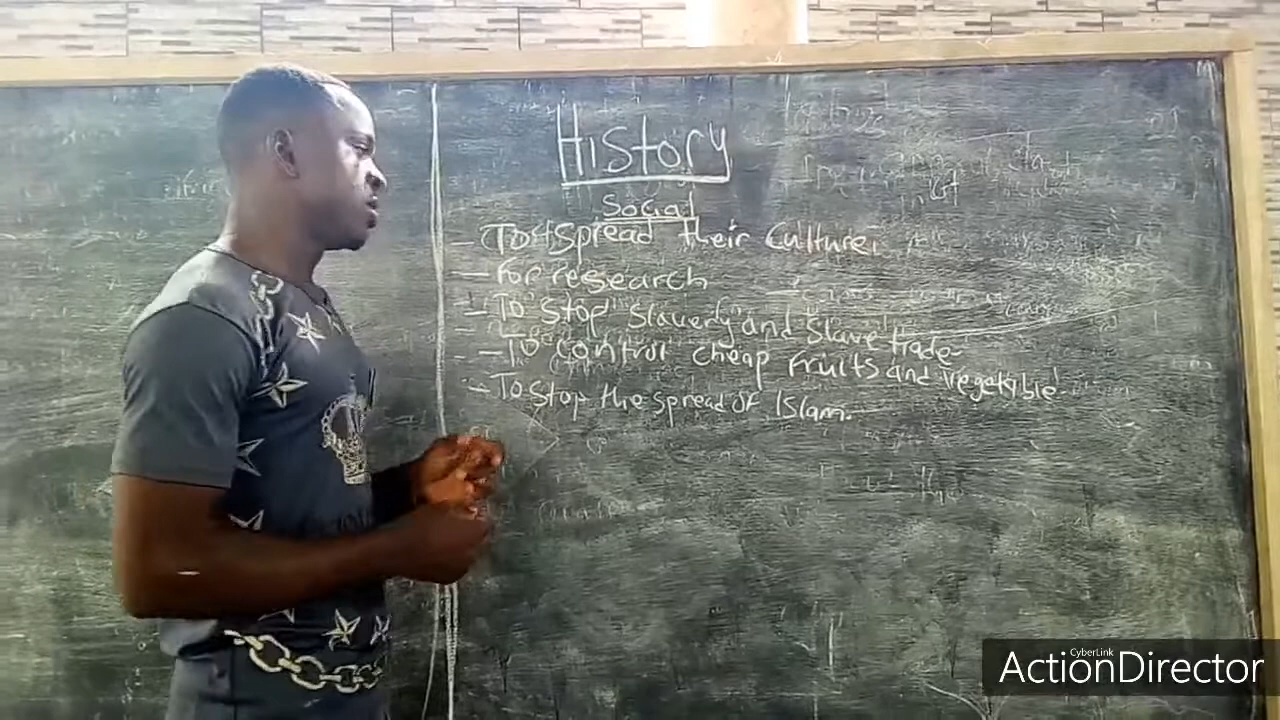 History
Social
- To spread their culture.
- For research
- To stop slavery and slave trade
- To control cheap fruits and vegetable
- To stop the spread of Islam.
CyberLink
ActionDirector